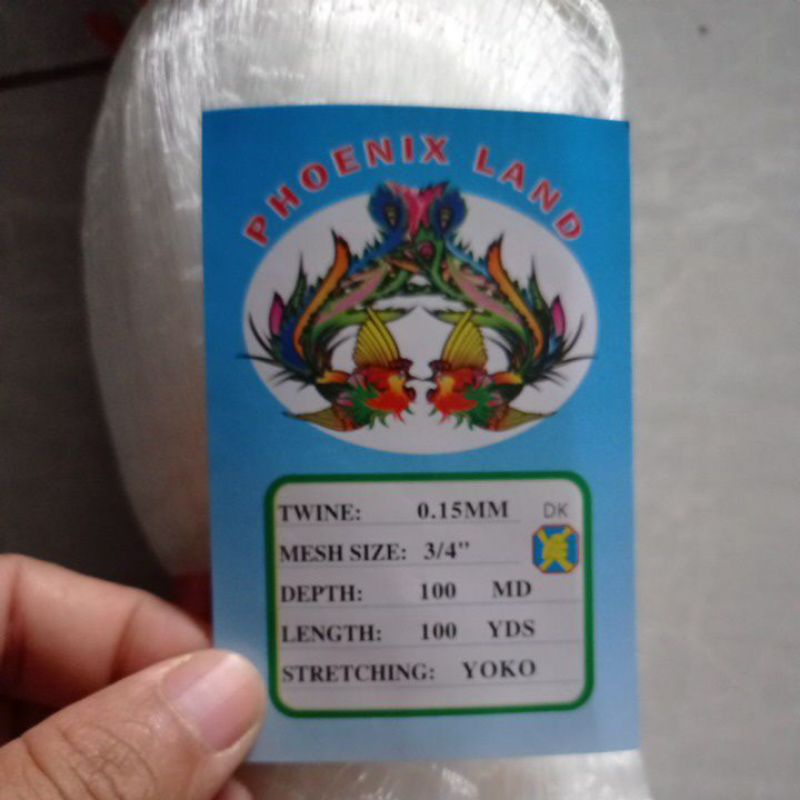 PHOENIX LAND
TWINE: 0.15MM DK
MESH SIZE: 3/4"
DEPTH: 100 MD
LENGTH: 100 YDS
STRETCHING: YOKO